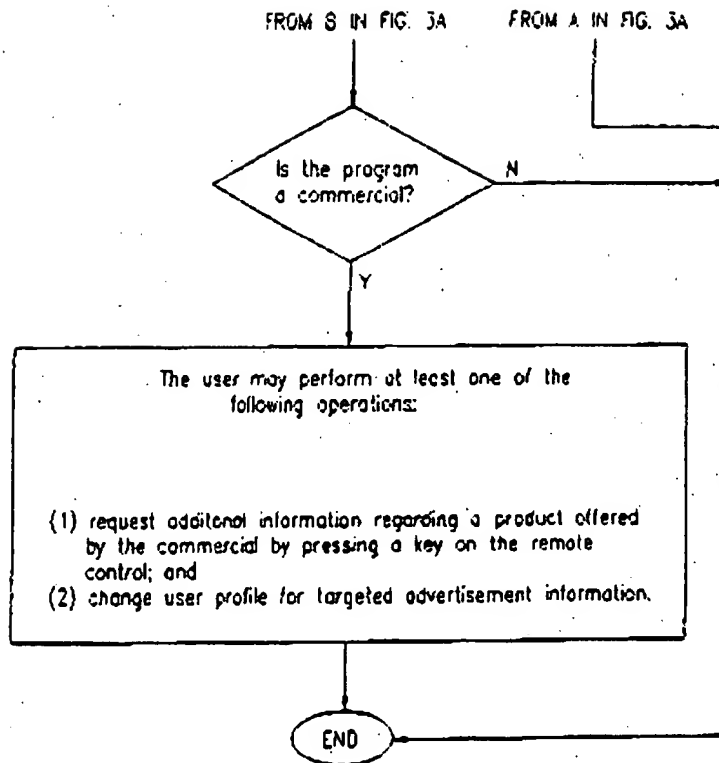 FROM B IN FIG. 3A FROM A IN FIG. 3A
Is the program
a commercial?
N
Y
The user may perform at least one of the
following operations:
(1) request additonal information regarding a product offered
by the commercial by pressing a key on the remote
control; and
(2) change user profile for targeted advertisement information.
END